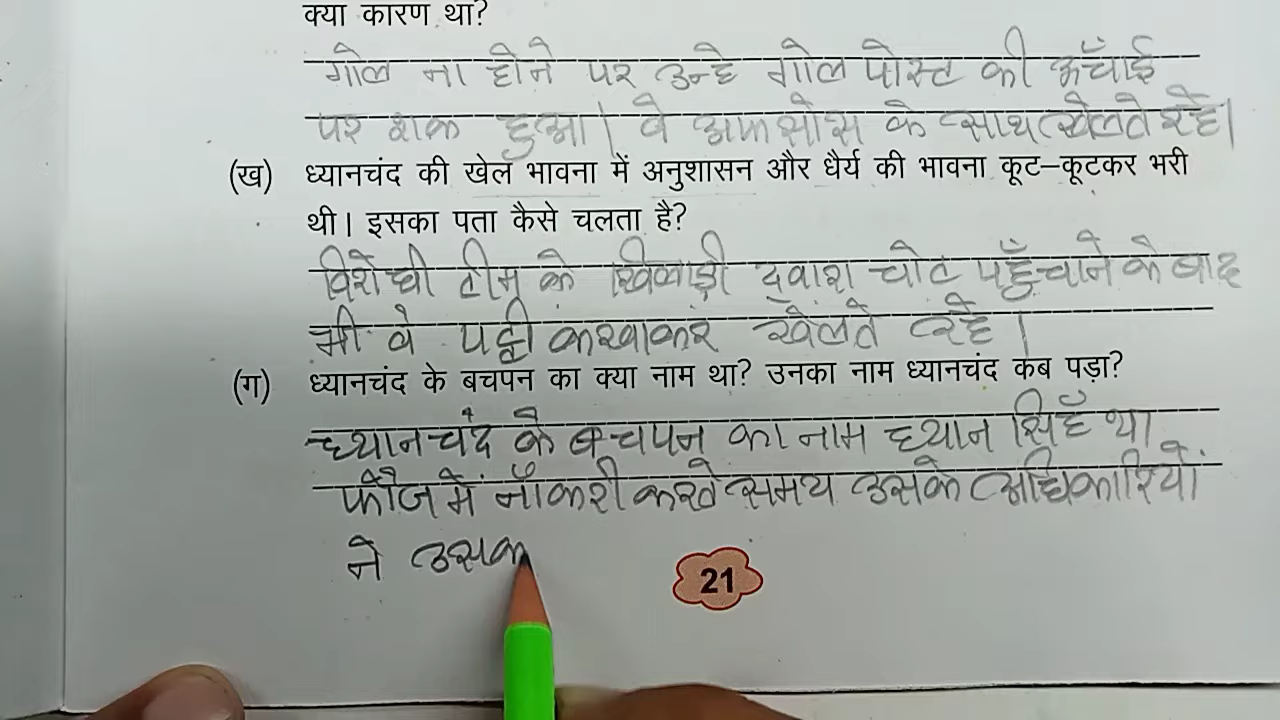 क्या कारण था?
गोल ना होने पर उन्हे गोल पोस्ट की ऊँचाई
पर शक हुआ। वे अफसोस के साथ खेलते रहे।
(ख) ध्यानचंद की खेल भावना में अनुशासन और धैर्य की भावना कूट-कूटकर भरी
थी। इसका पता कैसे चलता है?
विरोधी टीम के खिलाड़ी द्वारा चोट पहुँचाने के बाद
भी वे पट्टी करवाकर खेलते रहे।
(ग) ध्यानचंद के बचपन का क्या नाम था? उनका नाम ध्यानचंद कब पड़ा?
ध्यानचंद के बचपन का नाम ध्यान सिहँ था
फौज में नौंकरी करते समय उसके अधिकारियों
ने उसक
21